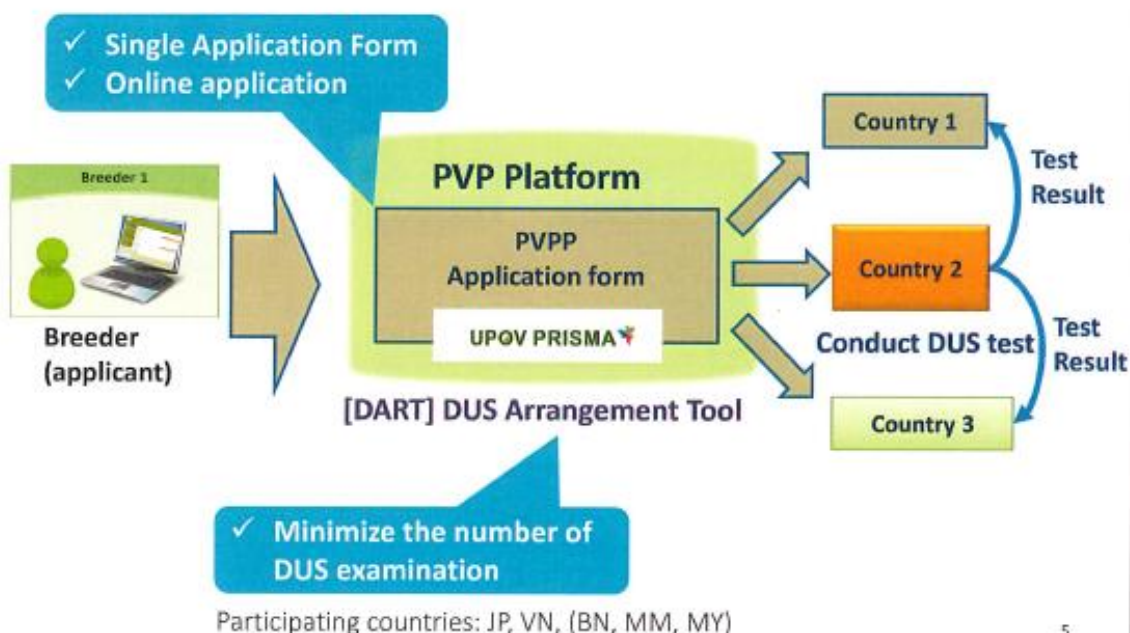 ✓ Single Application Form
✓ Online application
Breeder 1
Breeder
(applicant)
PVP Platform
PVPP
Application form
UPOV PRISMA
[DART] DUS Arrangement Tool
Country 1
Test
Result
Country 2
Conduct DUS test
Test
Result
Country 3
✓ Minimize the number of
DUS examination
Participating countries: JP, VN, (BN, MM, MY)
5